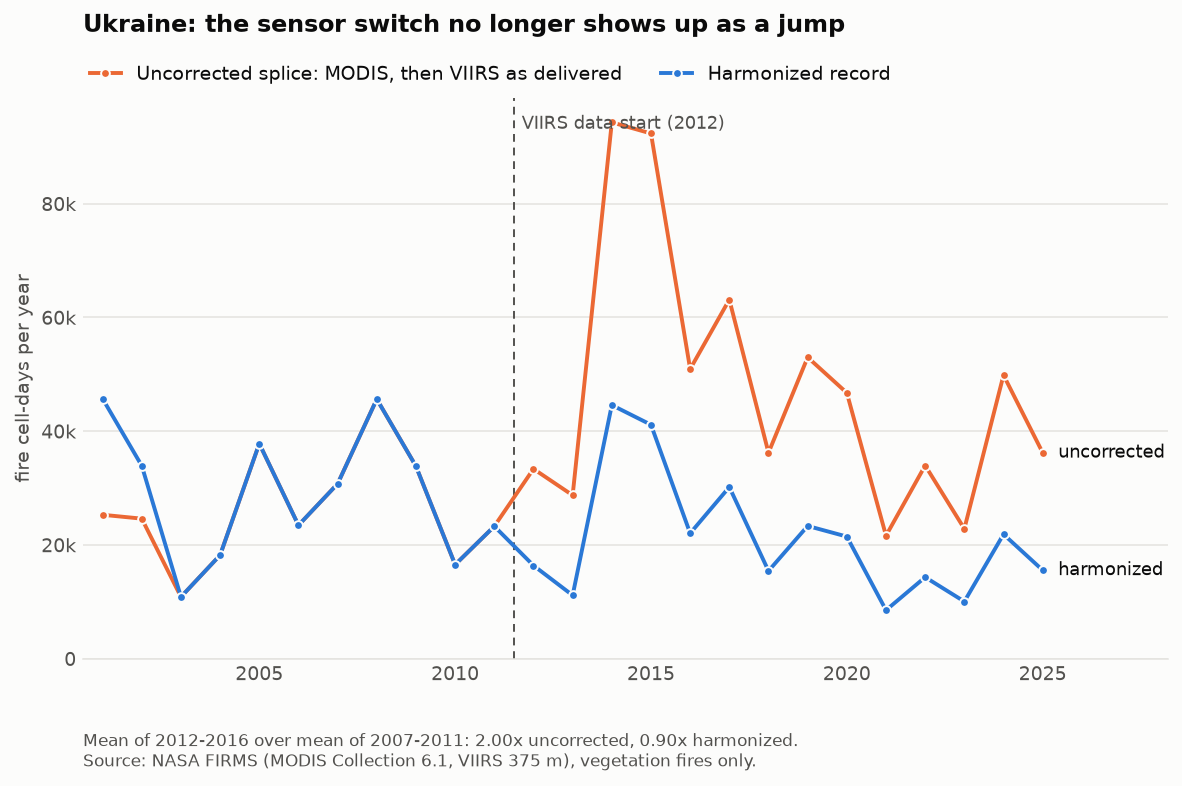 Ukraine: the sensor switch no longer shows up as a jump
Uncorrected splice: MODIS, then VIIRS as delivered
Harmonized record
VIIRS data start (2012)
80k
60k
40k
20k
0
fire cell-days per year
uncorrected
harmonized
2005
2010
2015
2020
2025
Mean of 2012-2016 over mean of 2007-2011: 2.00x uncorrected, 0.90x harmonized.
Source: NASA FIRMS (MODIS Collection 6.1, VIIRS 375 m), vegetation fires only.